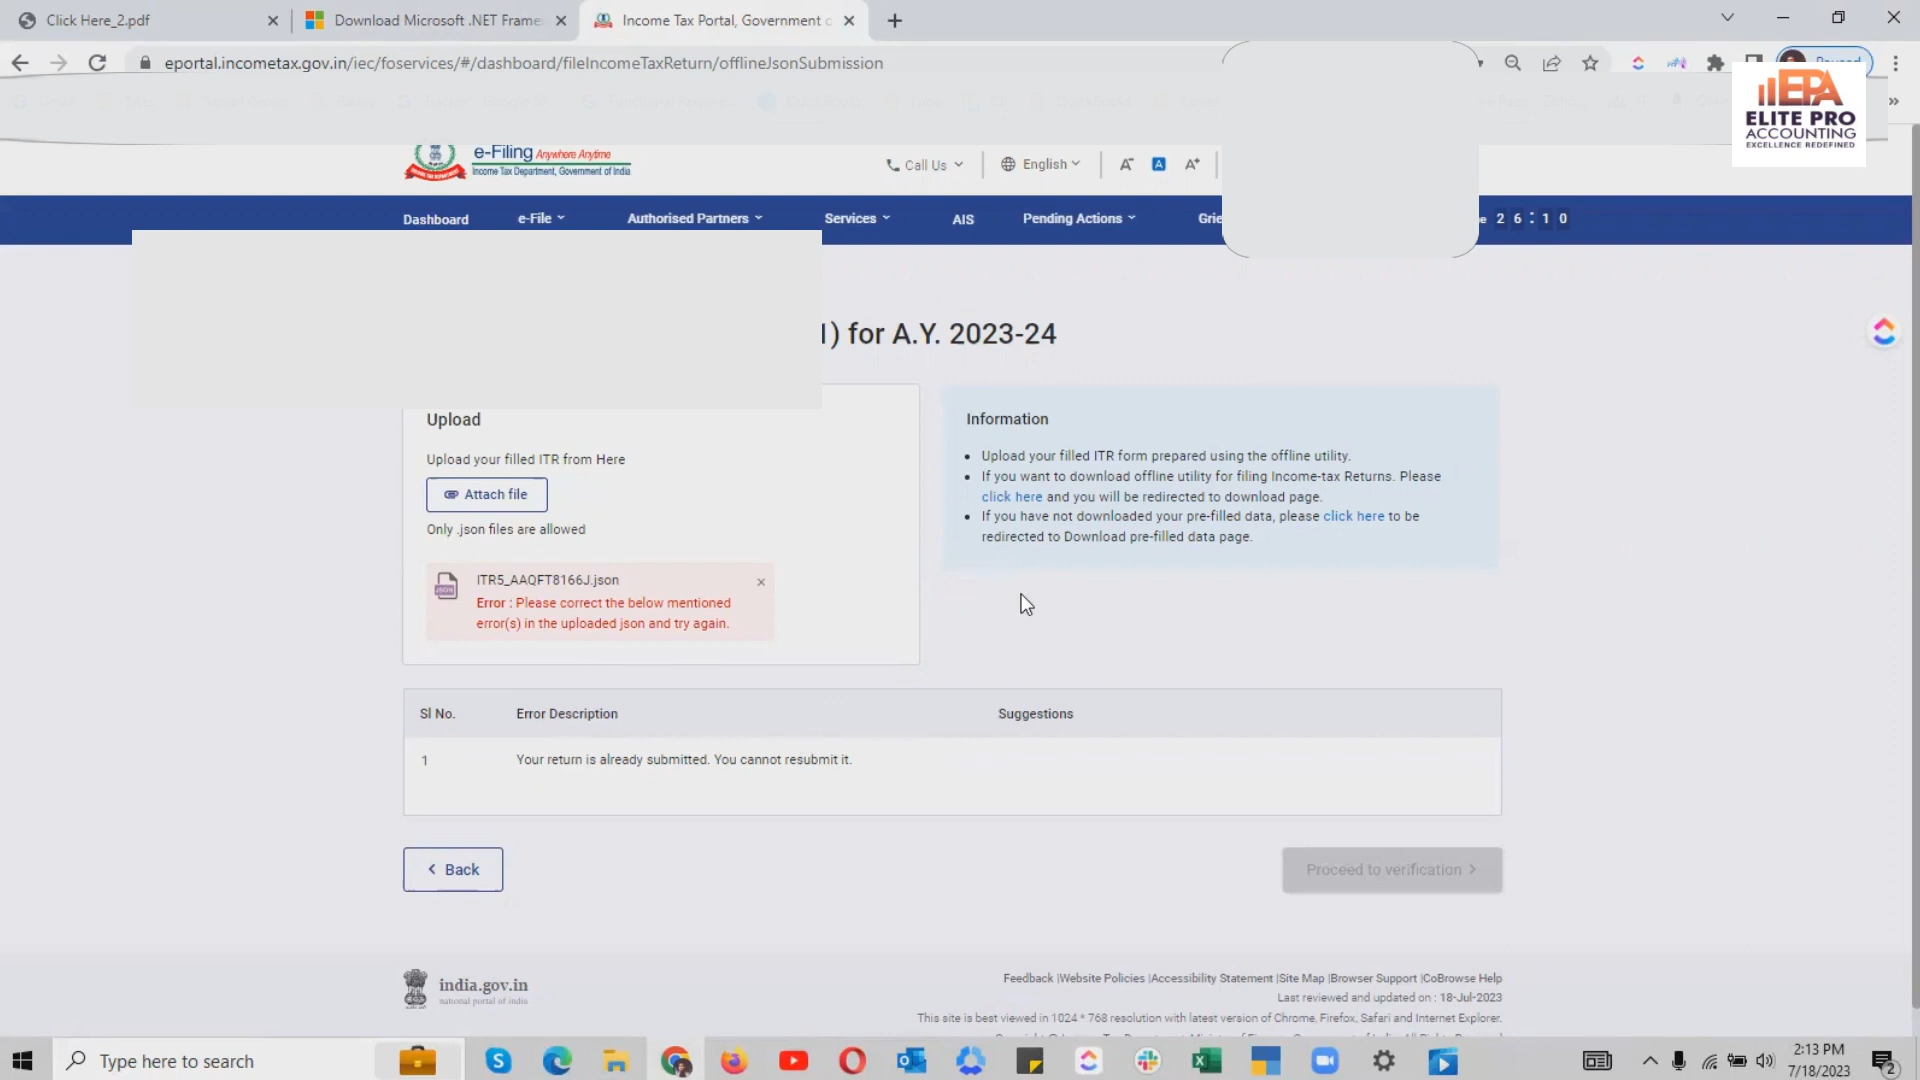 Click Here_2.pdf
Download Microsoft .NET Frame
Income Tax Portal, Government o
eportal.incometax.gov.in/iec/foservices/#/dashboard/fileIncomeTaxReturn/offlineJsonSubmission
Paused
EPA
ELITE PRO
ACCOUNTING
EXCELLENCE REDEFINED
e-Filing Anywhere Anytime
Income Tax Department, Government of India
Call Us
English
A-
A
A+
Dashboard
e-File
Authorised Partners
Services
AIS
Pending Actions
Grie
e 26:10
1) for A.Y. 2023-24
Upload
Upload your filled ITR from Here
Attach file
Only .json files are allowed
JSON
ITR5_AAQFT8166J.json
Error : Please correct the below mentioned
error(s) in the uploaded json and try again.
Information
• Upload your filled ITR form prepared using the offline utility.
• If you want to download offline utility for filing Income-tax Returns. Please
click here and you will be redirected to download page.
• If you have not downloaded your pre-filled data, please click here to be
redirected to Download pre-filled data page.
Sl No.
Error Description
Suggestions
1
Your return is already submitted. You cannot resubmit it.
< Back
Proceed to verification >
india.gov.in
national portal of india
Feedback |Website Policies |Accessibility Statement |Site Map |Browser Support |CoBrowse Help
Last reviewed and updated on : 18-Jul-2023
This site is best viewed in 1024 * 768 resolution with latest version of Chrome, Firefox, Safari and Internet Explorer.
Type here to search
2:13 PM
7/18/2023
2